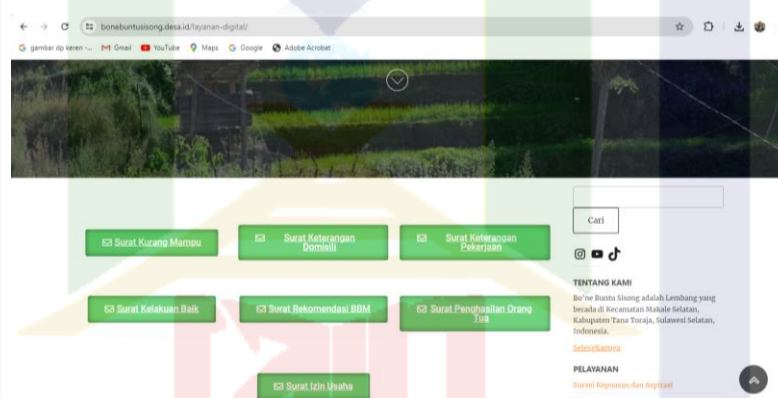 bonebuntusisong.desa.id/layanan-digital/
gambar dp keren -... Gmail YouTube Maps Google Adobe Acrobat
Surat Kurang Mampu
Surat Keterangan
Domisili
Surat Keterangan
Pekerjaan
Surat Kelakuan Baik
Surat Rekomendasi BBM
Surat Penghasilan Orang
Tua
Surat Izin Usaha
Cari
TENTANG KAMI
Bo'ne Buntu Sisong adalah Lembang yang
berada di Kecamatan Makale Selatan,
Kabupaten Tana Toraja, Sulawesi Selatan,
Indonesia.
Selengkapnya
PELAYANAN
Survei Kepuasan dan Aspirasi